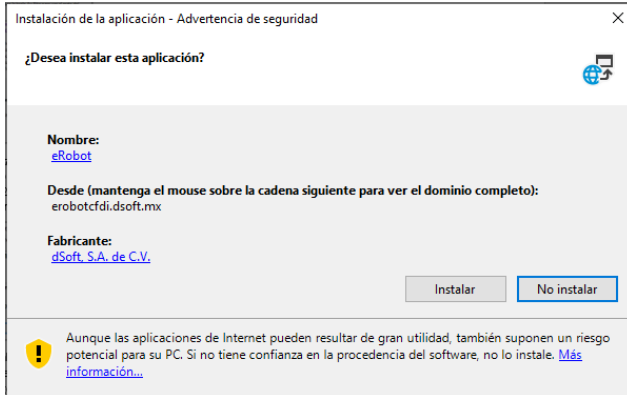 Instalación de la aplicación - Advertencia de seguridad
¿Desea instalar esta aplicación?
Nombre:
eRobot
Desde (mantenga el mouse sobre la cadena siguiente para ver el dominio completo):
erobotcfdi.dsoft.mx
Fabricante:
dSoft, S.A. de C.V.
Instalar No instalar
Aunque las aplicaciones de Internet pueden resultar de gran utilidad, también suponen un riesgo
potencial para su PC. Si no tiene confianza en la procedencia del software, no lo instale. Más
información...